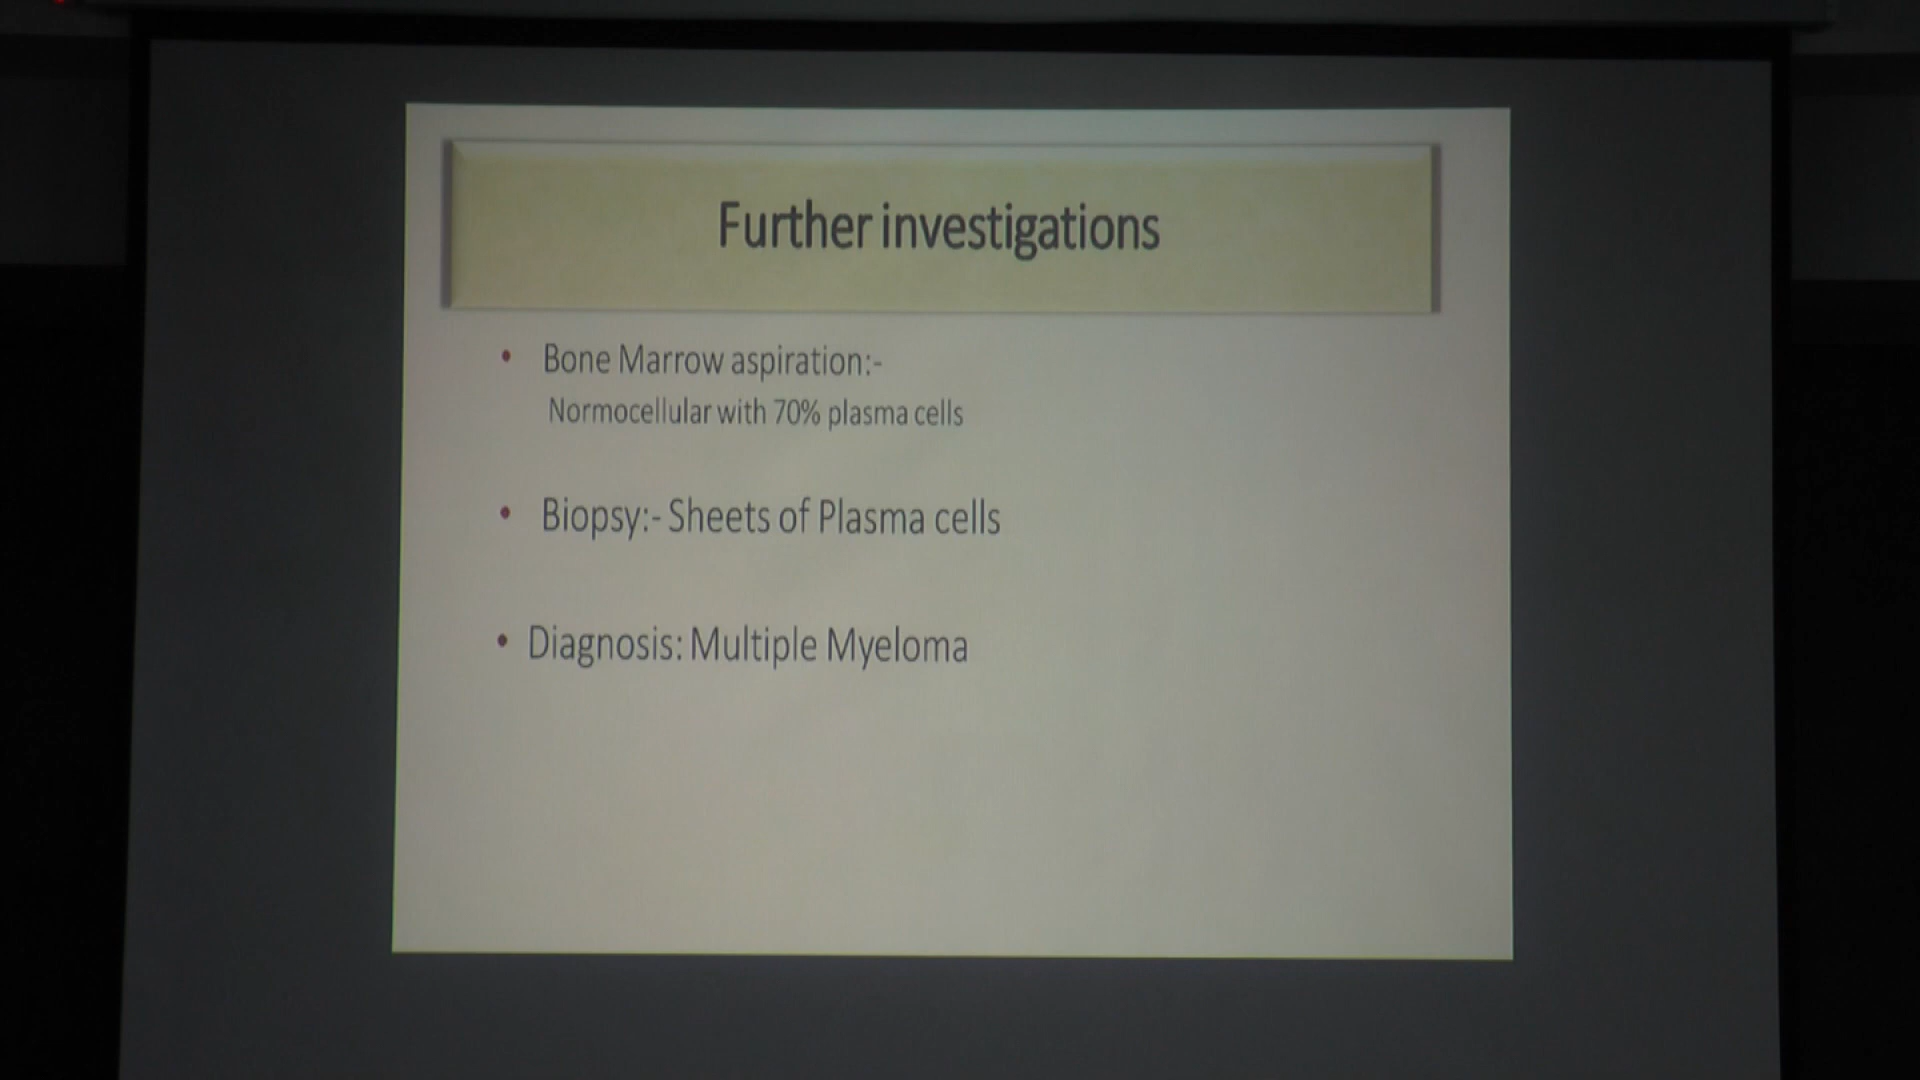 Further investigations
• Bone Marrow aspiration:-
Normocellular with 70% plasma cells
• Biopsy:- Sheets of Plasma cells
• Diagnosis: Multiple Myeloma